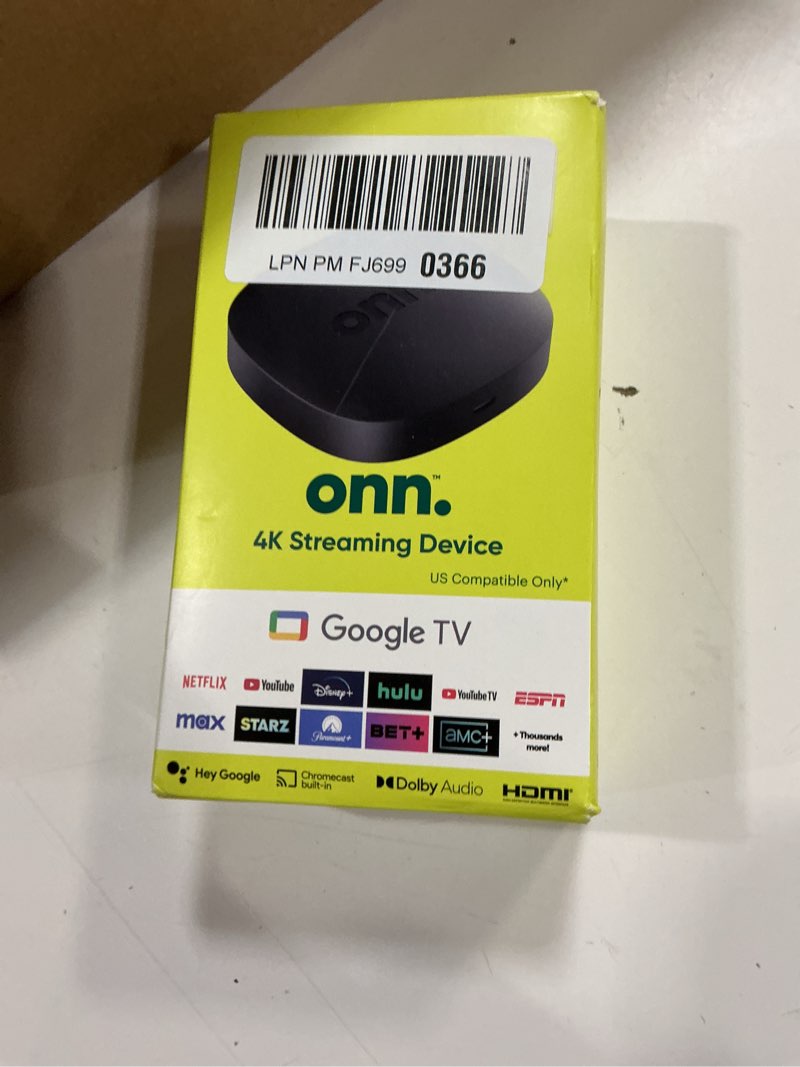 LPN PM FJ699 0366
onn.™
4K Streaming Device
US Compatible Only*
Google TV
NETFLIX YouTube Disney+ hulu YouTube TV ESPN
max STARZ Paramount+ BET+ aMC+ + Thousands more!
Hey Google Chromecast built-in Dolby Audio HDMI